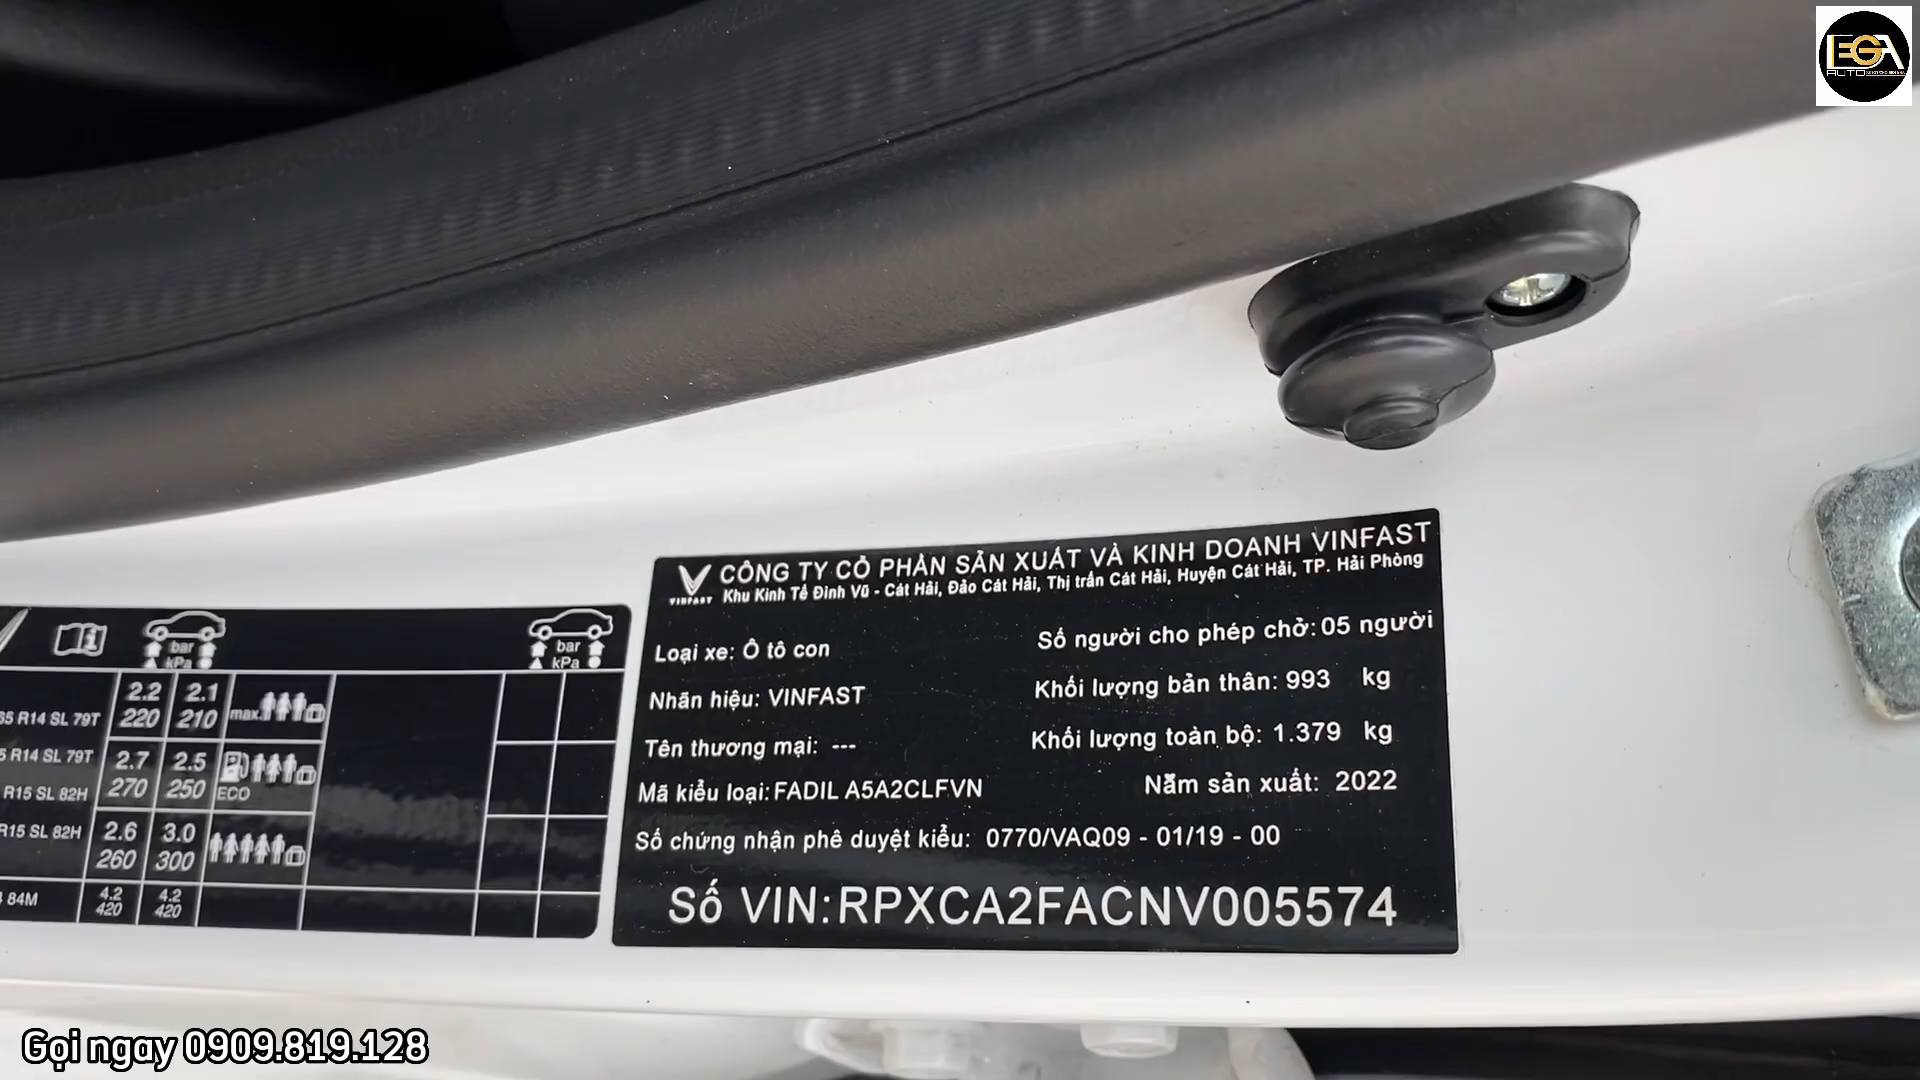 EGA
AUTO
CÔNG TY CỔ PHẦN SẢN XUẤT VÀ KINH DOANH VINFAST
VINFAST
Khu Kinh Tế Đình Vũ - Cát Hải, Đảo Cát Hải, Thị trấn Cát Hải, Huyện Cát Hải, TP. Hải Phòng
Loại xe: Ô tô con
Số người cho phép chở: 05 người
Nhãn hiệu: VINFAST
Khối lượng bản thân: 993 kg
Tên thương mại: ---
Khối lượng toàn bộ: 1.379 kg
Mã kiểu loại: FADIL A5A2CLFVN
Năm sản xuất: 2022
Số chứng nhận phê duyệt kiểu: 0770/VAQ09 - 01/19 - 00
Số VIN: RPXCA2FACNV005574
bar
kPa
bar
kPa
65 R14 SL 79T
2.2 2.1
220 210
max.
5 R14 SL 79T
2.7 2.5
R15 SL 82H
270 250
ECO
R15 SL 82H
2.6 3.0
260 300
84M
4.2 4.2
420 420
Gọi ngay 0909.819.128